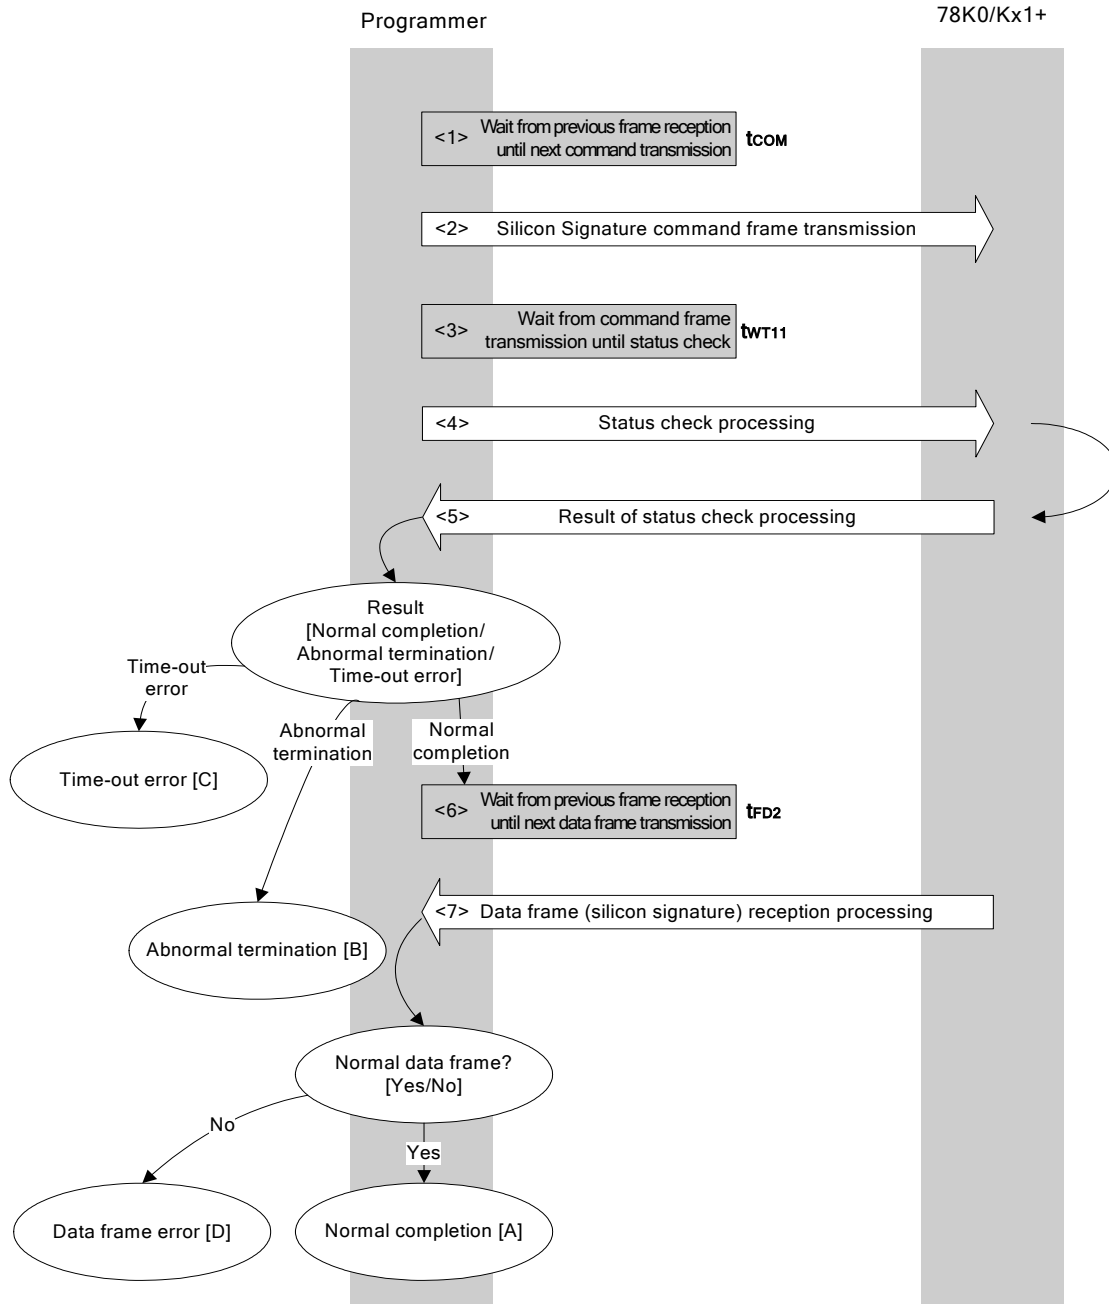 Programmer
78K0/Kx1+
<1> Wait from previous frame reception
until next command transmission
tCOM
<2> Silicon Signature command frame transmission
<3> Wait from command frame
transmission until status check
tWT11
<4> Status check processing
<5> Result of status check processing
Result
[Normal completion/
Abnormal termination/
Time-out error]
Time-out
error
Abnormal
termination
Normal
completion
Time-out error [C]
<6> Wait from previous frame reception
until next data frame transmission
tFD2
<7> Data frame (silicon signature) reception processing
Abnormal termination [B]
Normal data frame?
[Yes/No]
No
Yes
Data frame error [D]
Normal completion [A]